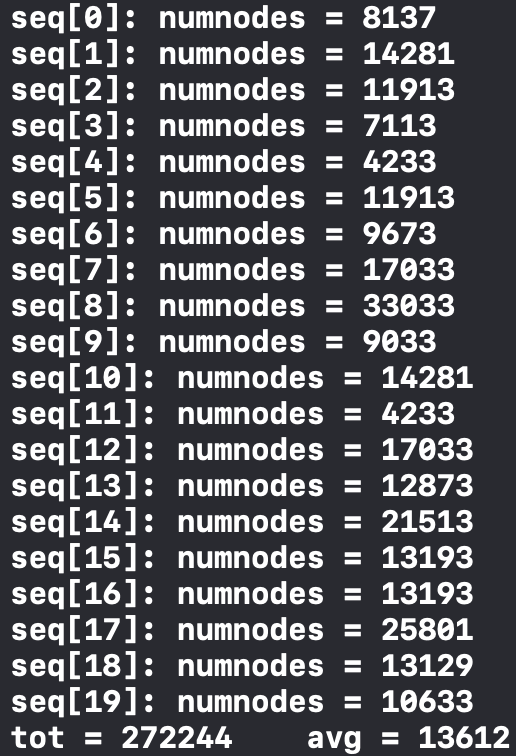 seq[0]: numnodes = 8137
seq[1]: numnodes = 14281
seq[2]: numnodes = 11913
seq[3]: numnodes = 7113
seq[4]: numnodes = 4233
seq[5]: numnodes = 11913
seq[6]: numnodes = 9673
seq[7]: numnodes = 17033
seq[8]: numnodes = 33033
seq[9]: numnodes = 9033
seq[10]: numnodes = 14281
seq[11]: numnodes = 4233
seq[12]: numnodes = 17033
seq[13]: numnodes = 12873
seq[14]: numnodes = 21513
seq[15]: numnodes = 13193
seq[16]: numnodes = 13193
seq[17]: numnodes = 25801
seq[18]: numnodes = 13129
seq[19]: numnodes = 10633
tot = 272244    avg = 13612